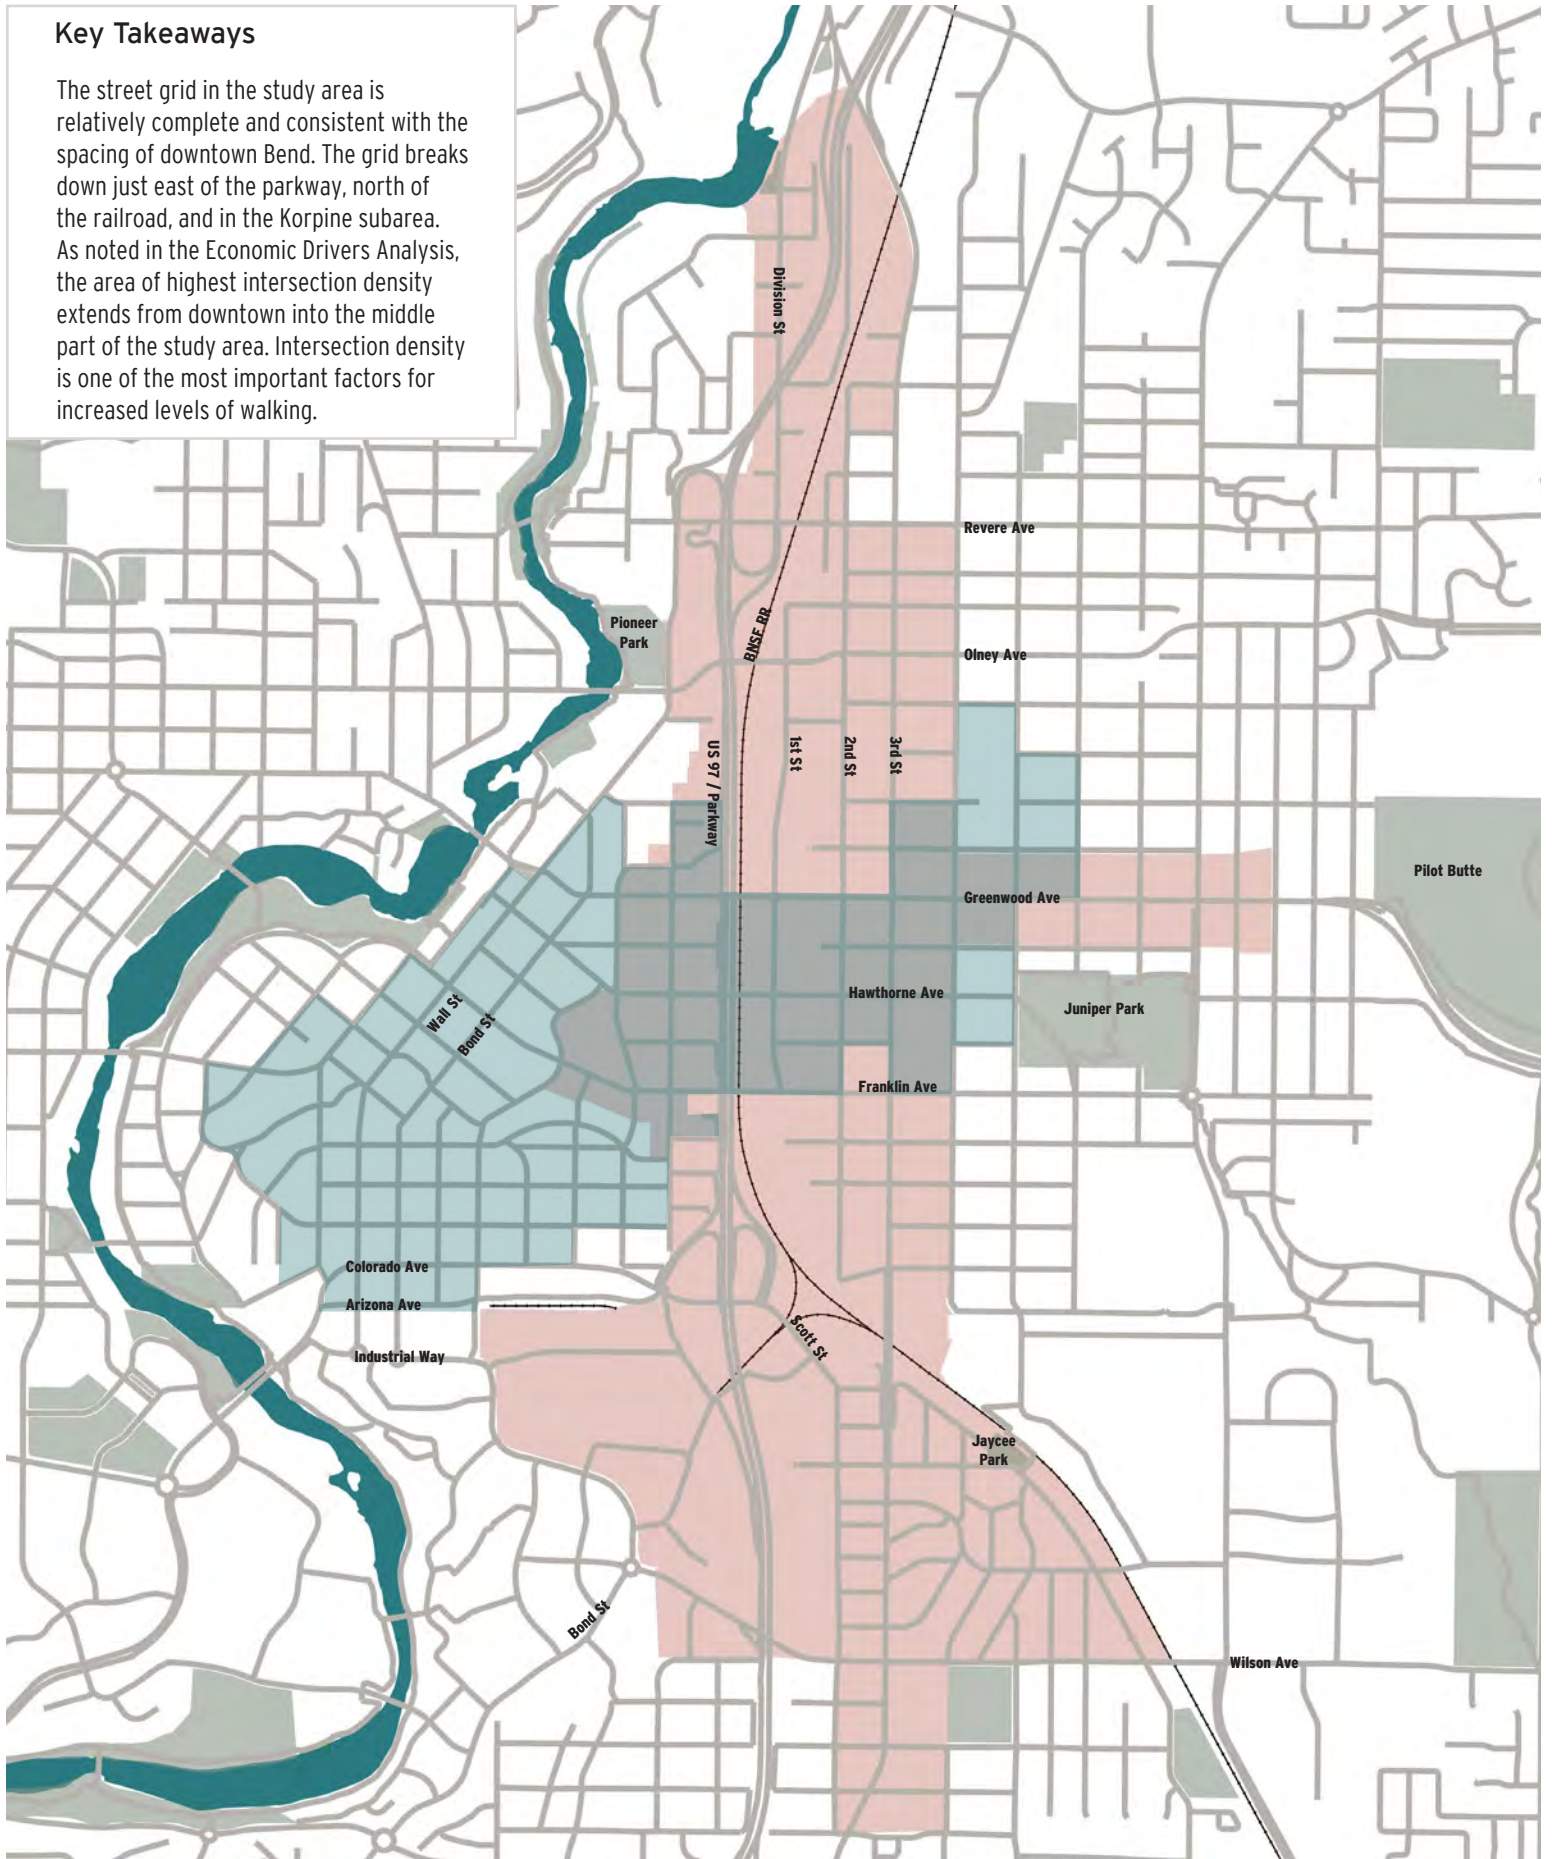 Key Takeaways
The street grid in the study area is
relatively complete and consistent with the
spacing of downtown Bend. The grid breaks
down just east of the parkway, north of
the railroad, and in the Korpine subarea.
As noted in the Economic Drivers Analysis,
the area of highest intersection density
extends from downtown into the middle
part of the study area. Intersection density
is one of the most important factors for
increased levels of walking.
Division St
Revere Ave
Pioneer
Park
BNSF RR
Olney Ave
US 97 / Parkway
1st St
2nd St
3rd St
Pilot Butte
Greenwood Ave
Wall St
Bond St
Hawthorne Ave
Juniper Park
Franklin Ave
Colorado Ave
Arizona Ave
Industrial Way
Scott St
Jaycee
Park
Bond St
Wilson Ave